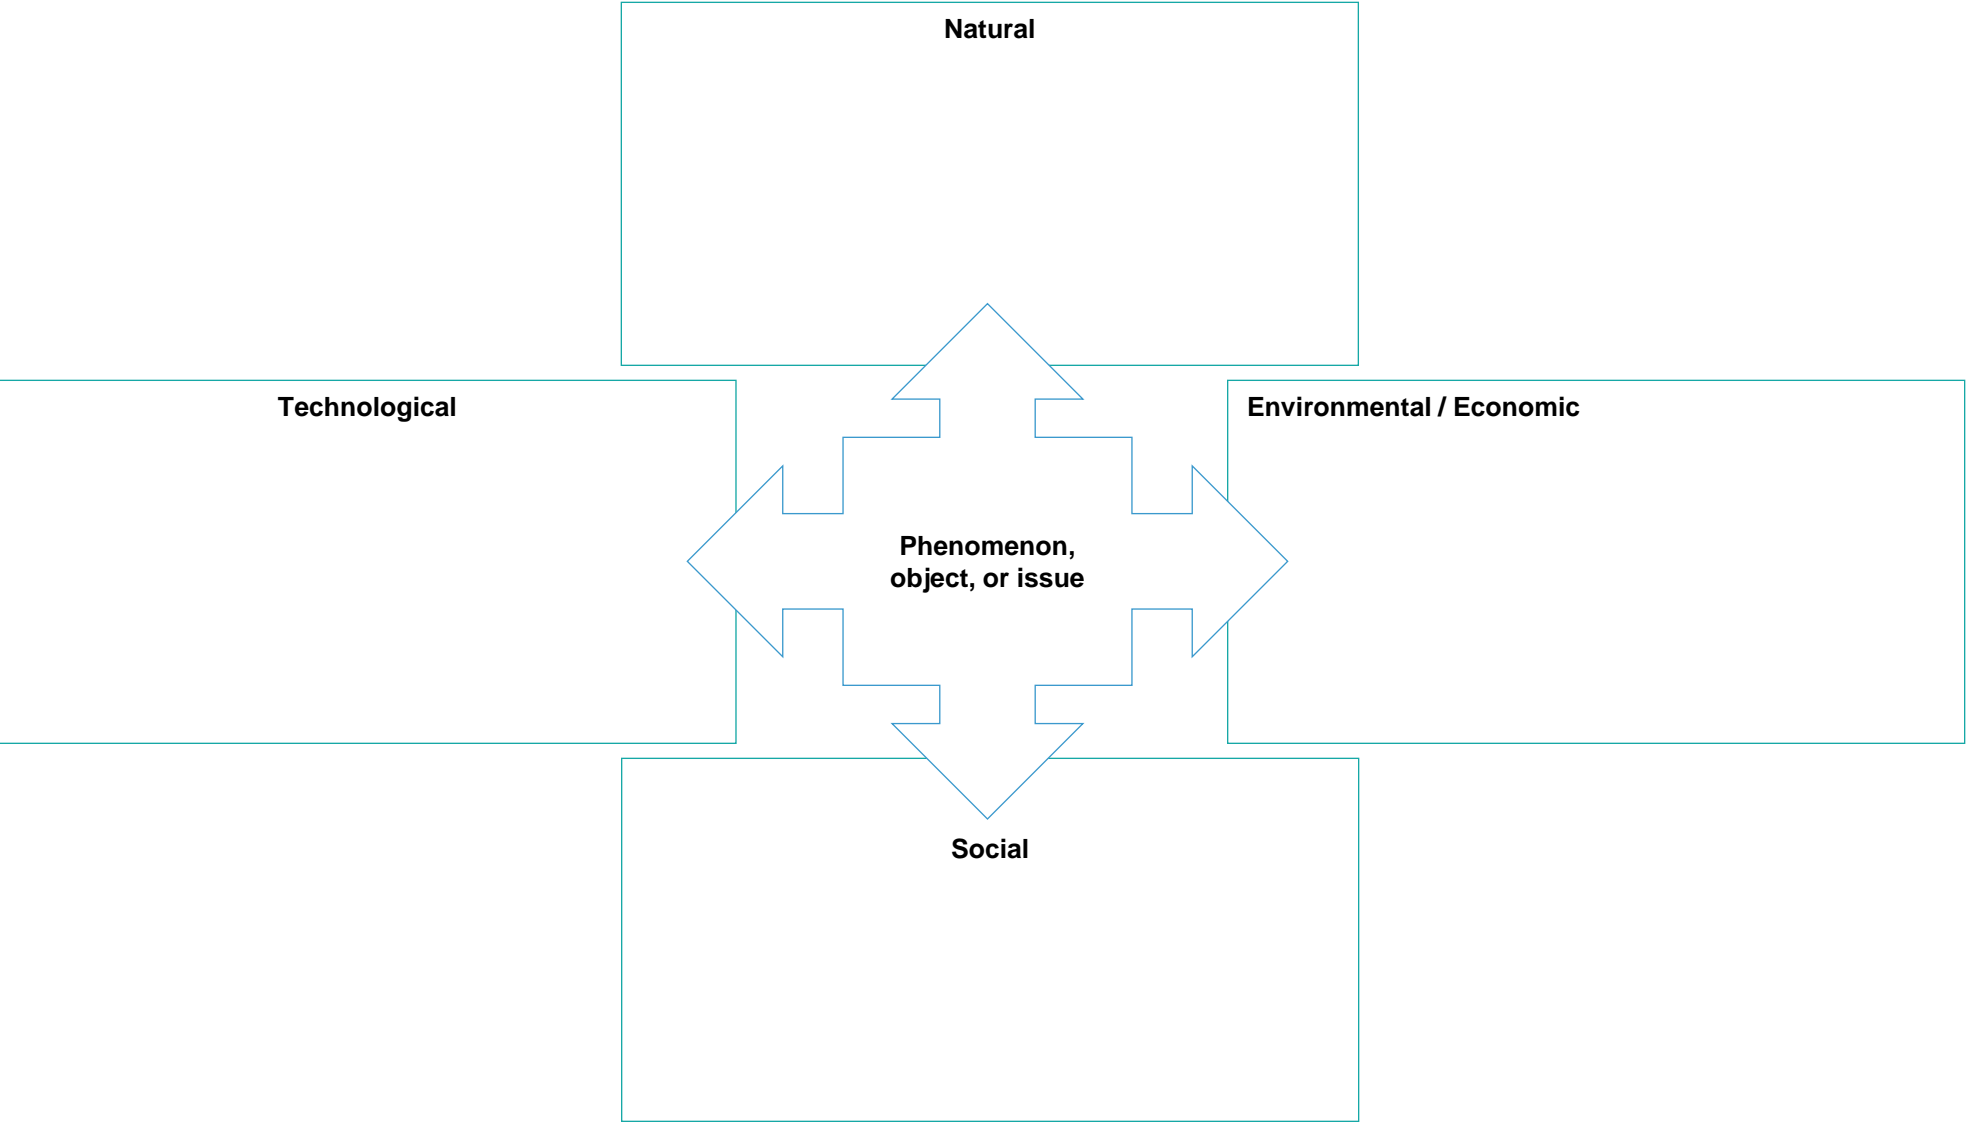 Natural
Technological
Environmental / Economic
Phenomenon,
object, or issue
Social